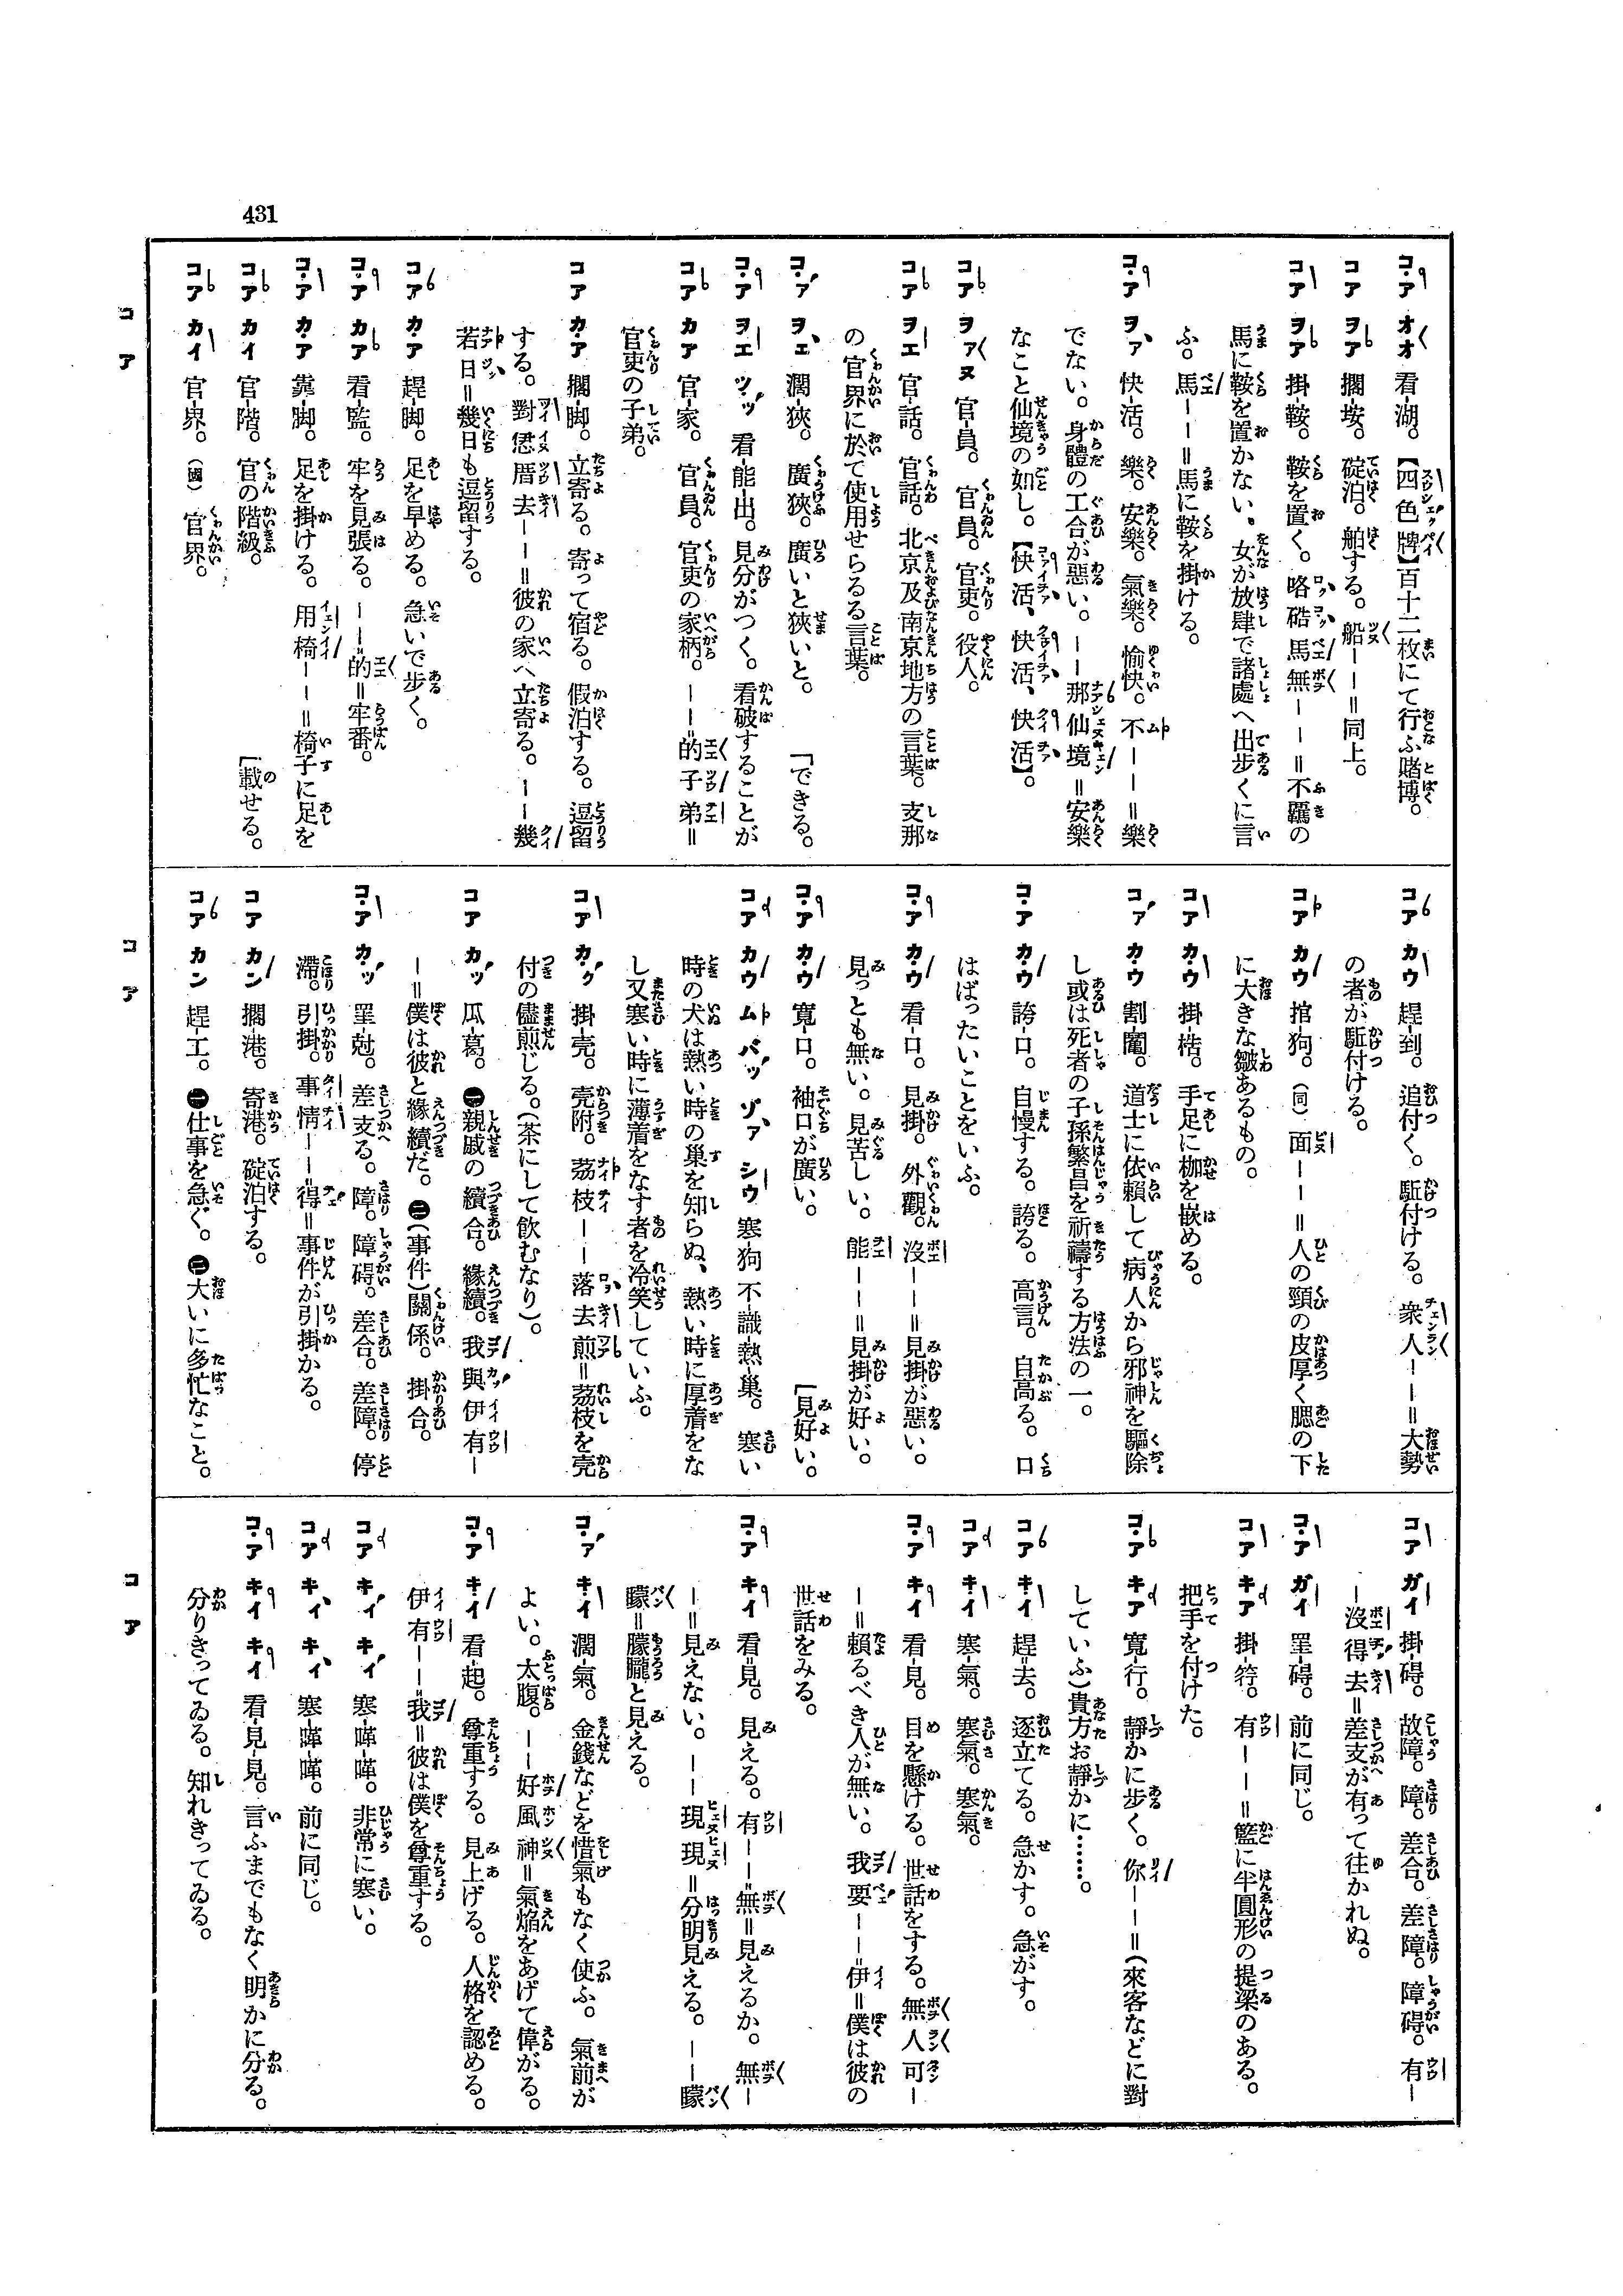 431
コア オオ 看-湖。【四色牌】百十二枚にて行ふ賭博。
コア ヲア 擱-垵。碇泊。舶する。船－－＝同上。
コア ヲア 掛-鞍。鞍を置く。略硞馬無－－＝不羈の
馬に鞍を置かない、女が放肆で諸處へ出步くに言
ふ。馬－－＝馬に鞍を掛ける。
コア ヲァ 快-活。樂。安樂。氣樂。愉快。不－－＝樂
でない。身體の工合が惡い。－－那仙境＝安樂
なこと仙境の如し。【快活、快活、快活】。
コア ヲァヌ 官-員。官員。官吏。役人。
コア ヲエ 官-話。官話。北京及南京地方の言葉。支那
の官界に於て使用せらるる言葉。
コァ ヲェ 濶-狹。廣狹。廣いと狹いと。「できる。
コア ヲエ ツッ 看-能-出。見分がつく。看破することが
コア カア 官-家。官員。官吏の家柄。－－的子弟＝
官吏の子弟。
コア カア 擱-脚。立寄る。寄って宿る。假泊する。逗留
する。對㤛厝去－－＝彼の家へ立寄る。－－幾
若日＝幾日も逗留する。
コア カア 趕-脚。足を早める。急いで步く。
コア カア 看-監。牢を見張る。－－的＝牢番。
コア カア 靠-脚。足を掛ける。用椅－－＝椅子に足を
コア カイ 官-階。官の階級。「載せる。
コア カイ 官-界。(國)官界。
コア カウ 趕-到。追付く。駈付ける。衆人－－＝大勢
の者が駈付ける。
コア カウ 捾-狗。(同)面－－＝人の頸の皮厚く腮の下
に大きな皺あるもの。
コア カウ 掛-梏。手足に枷を嵌める。
コァ カウ 割-鬮。道士に依賴して病人から邪神を驅除
し或は死者の子孫繁昌を祈禱する方法の一。
コア カウ 誇-口。自慢する。誇る。高言。自高る。口
はばったいことをいふ。
コア カウ 看-口。見掛。外觀。沒－－＝見掛が惡い。
見っとも無い。見苦しい。能－－＝見掛が好い。
コア カウ 寬-口。袖口が廣い。「見好い。
コア カウ ム バッ ゾァ シウ 寒-狗 不-識-熱-巢。寒い
時の犬は熱い時の巢を知らぬ、熱い時に厚着をな
し又寒い時に薄着をなす者を冷笑していふ。
コア カク 掛-壳。壳附。荔枝－－落去煎＝荔枝を壳
付の儘煎じる。(茶にして飮むなり)。
コア カッ 瓜-葛。㊀親戚の續合。緣續。我與伊有－
－＝僕は彼と緣續だ。㊁(事件)關係。掛合。
コア カッ 罣-尅。差支る。障。障碍。差合。差障。停
滯。引掛。事情－－得＝事件が引掛かる。
コア カン 擱-港。寄港。碇泊する。
コア カン 趕-工。㊀仕事を急ぐ。㊁大いに多忙なこと。
コア ガイ 掛-碍。故障。障。差合。差障。障碍。有－
－沒得去＝差支が有って往かれぬ。
コア ガイ 罣-碍。前に同じ。
コア キア 掛-筓。有－－＝籃に半圓形の提梁のある。
把手を付けた。
コア キア 寬-行。靜かに步く。你－－＝(來客などに對
していふ)貴方お靜かに……。
コア キイ 趕-去。逐立てる。急かす。急がす。
コア キイ 寒-氣。寒氣。寒氣。
コア キイ 看-見。目を懸ける。世話をする。無人可－
－＝賴るべき人が無い。我要－－伊＝僕は彼の
世話をみる。
コア キイ 看＝見。見える。有－－無＝見えるか。無－
－＝見えない。－－現現＝分明見える。－－矇
矇＝朦朧と見える。
コァ キイ 濶-氣。金錢などを惜氣もなく使ふ。氣前が
よい。太腹。－－好風神＝氣焰をあげて偉がる。
コア キイ 看-起。尊重する。見上げる。人格を認める。
伊有－－我＝彼は僕を尊重する。
コア キィ キィ 寒-嘩-嘩。非常に寒い。
コア キィ キィ 寒-嘩-嘩。前に同じ。
コア キイ キイ 看-見-見。言ふまでもなく明かに分る。
分りきってゐる。知れきってゐる。
コア
コア
コア